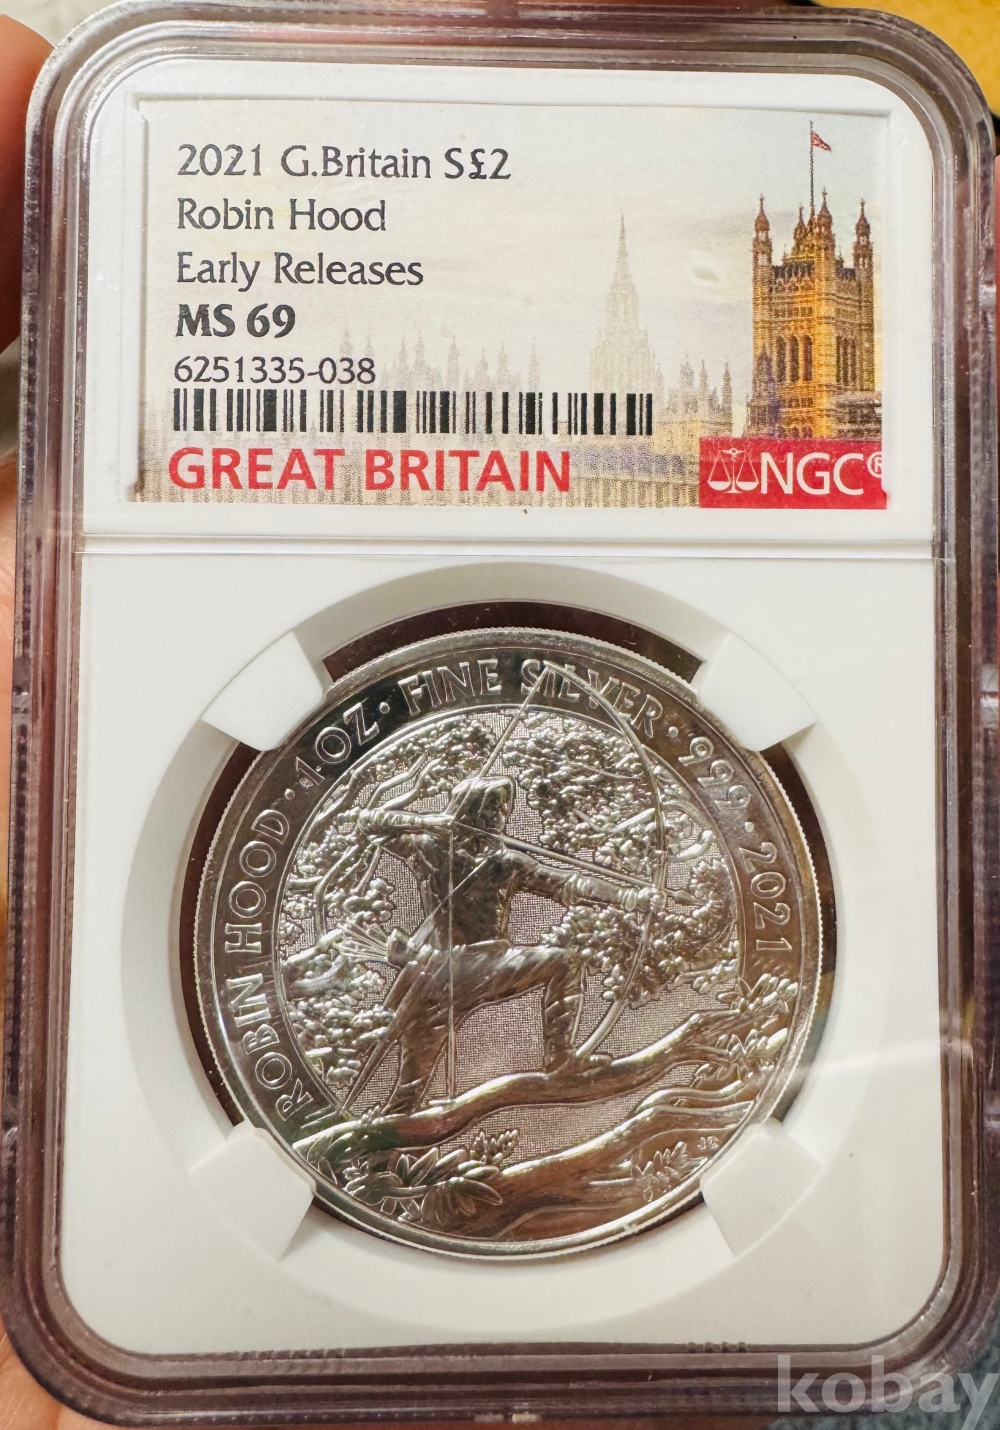 2021 G.Britain S£2
Robin Hood
Early Releases
MS 69
6251335-038
GREAT BRITAIN
NGC®
ROBIN HOOD · 1 OZ · FINE SILVER · 999 · 2021
JC
kobay